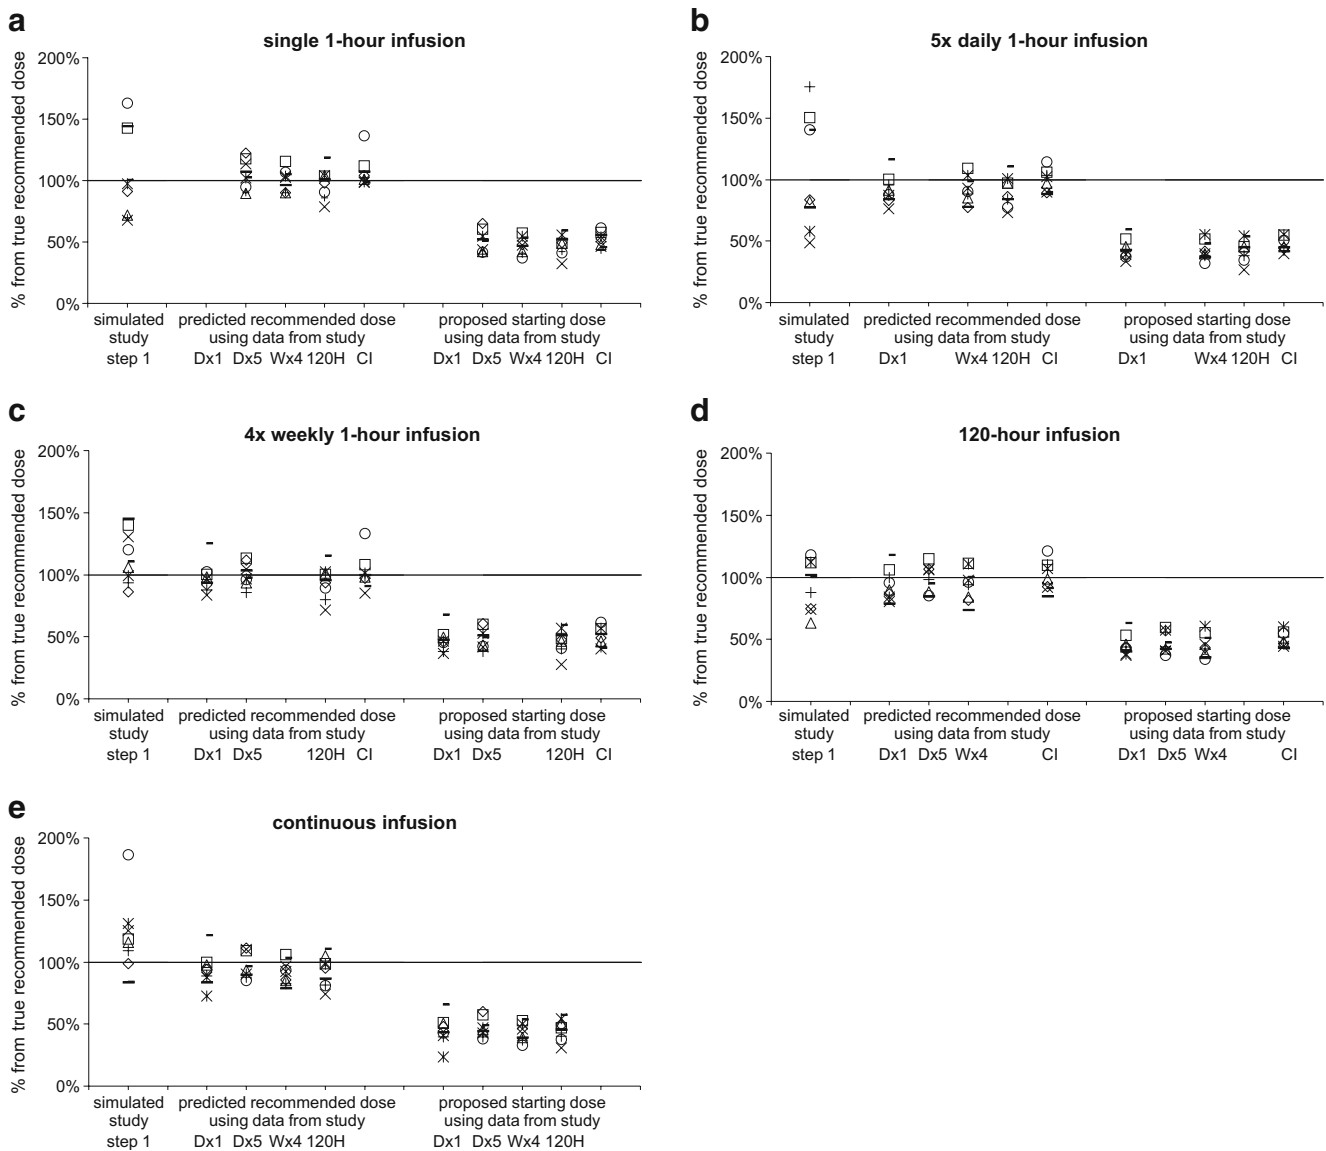 a
single 1-hour infusion
% from true recommended dose
200%
150%
100%
50%
0%
simulated study step 1
predicted recommended dose
using data from study
Dx1 Dx5 Wx4 120H CI
proposed starting dose
using data from study
Dx1 Dx5 Wx4 120H CI
b
5x daily 1-hour infusion
% from true recommended dose
200%
150%
100%
50%
0%
simulated study step 1
predicted recommended dose
using data from study
Dx1 Wx4 120H CI
proposed starting dose
using data from study
Dx1 Wx4 120H CI
c
4x weekly 1-hour infusion
% from true recommended dose
200%
150%
100%
50%
0%
simulated study step 1
predicted recommended dose
using data from study
Dx1 Dx5 120H CI
proposed starting dose
using data from study
Dx1 Dx5 120H CI
d
120-hour infusion
% from true recommended dose
200%
150%
100%
50%
0%
simulated study step 1
predicted recommended dose
using data from study
Dx1 Dx5 Wx4 CI
proposed starting dose
using data from study
Dx1 Dx5 Wx4 CI
e
continuous infusion
% from true recommended dose
200%
150%
100%
50%
0%
simulated study step 1
predicted recommended dose
using data from study
Dx1 Dx5 Wx4 120H
proposed starting dose
using data from study
Dx1 Dx5 Wx4 120H